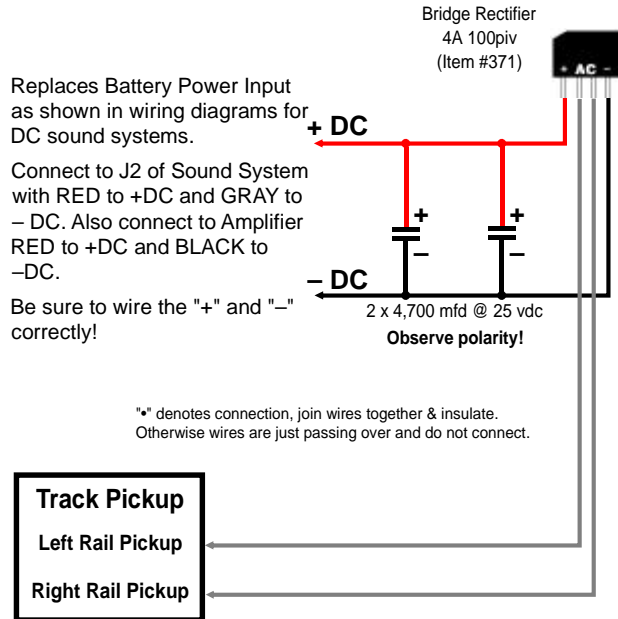 Bridge Rectifier
4A 100piv
(Item #371)
+ AC -
Replaces Battery Power Input
as shown in wiring diagrams for
DC sound systems.
+ DC
Connect to J2 of Sound System
with RED to +DC and GRAY to
– DC. Also connect to Amplifier
RED to +DC and BLACK to
–DC.
+
–
+
–
– DC
Be sure to wire the "+" and "–"
correctly!
2 x 4,700 mfd @ 25 vdc
Observe polarity!
"•" denotes connection, join wires together & insulate.
Otherwise wires are just passing over and do not connect.
Track Pickup
Left Rail Pickup
Right Rail Pickup